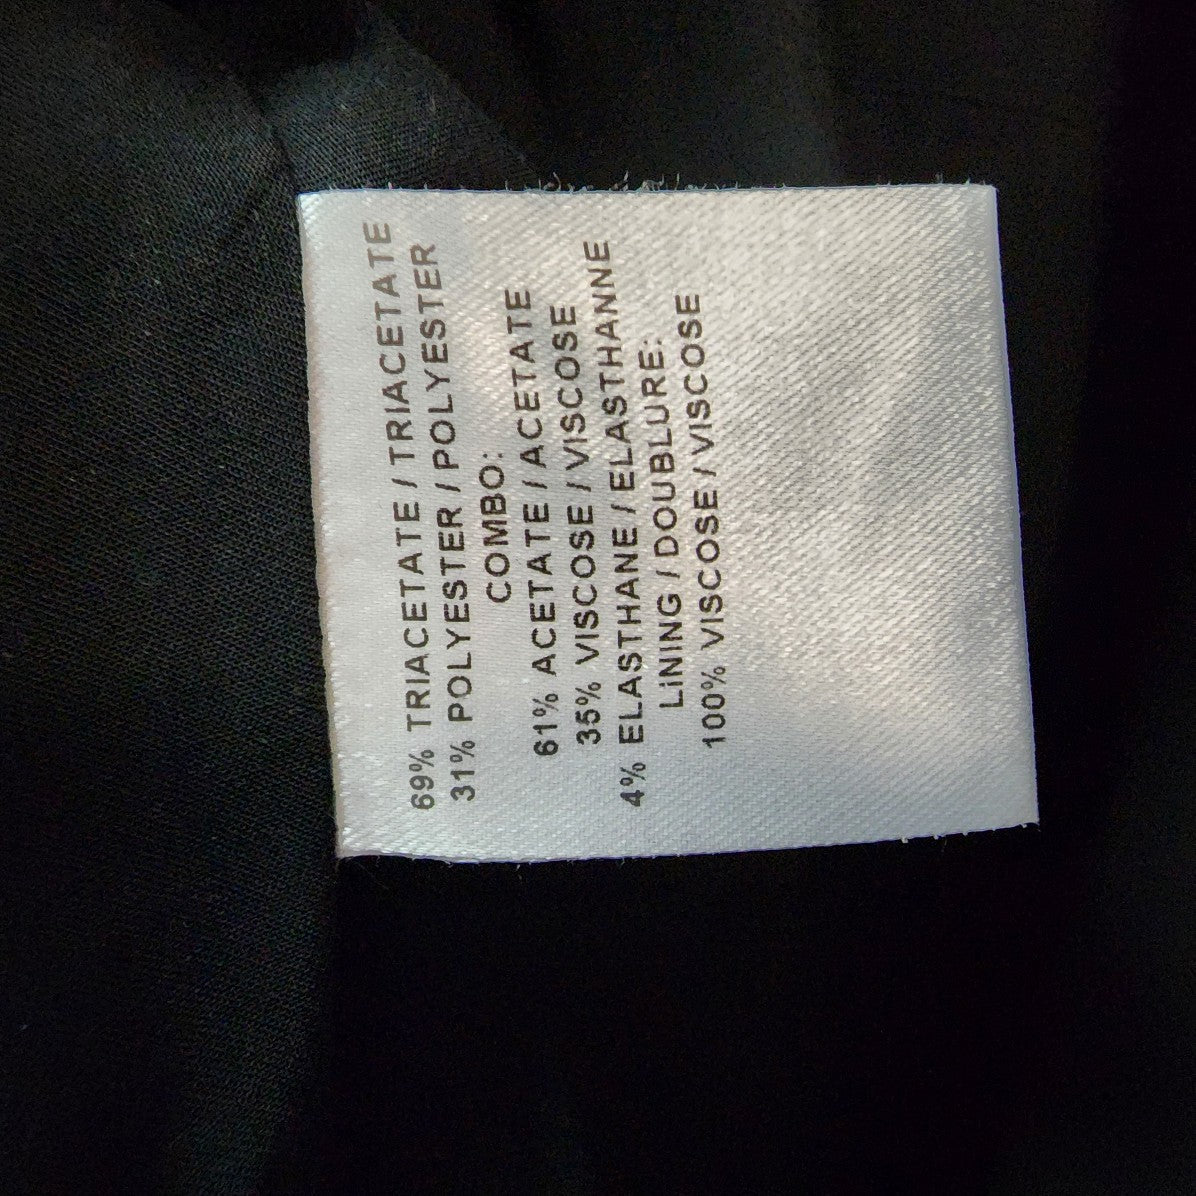 69% TRIACETATE / TRIACETATE
31% POLYESTER / POLYESTER
COMBO:
61% ACETATE / ACETATE
35% VISCOSE / VISCOSE
4% ELASTHANE / ELASTHANNE
LINING / DOUBLURE:
100% VISCOSE / VISCOSE